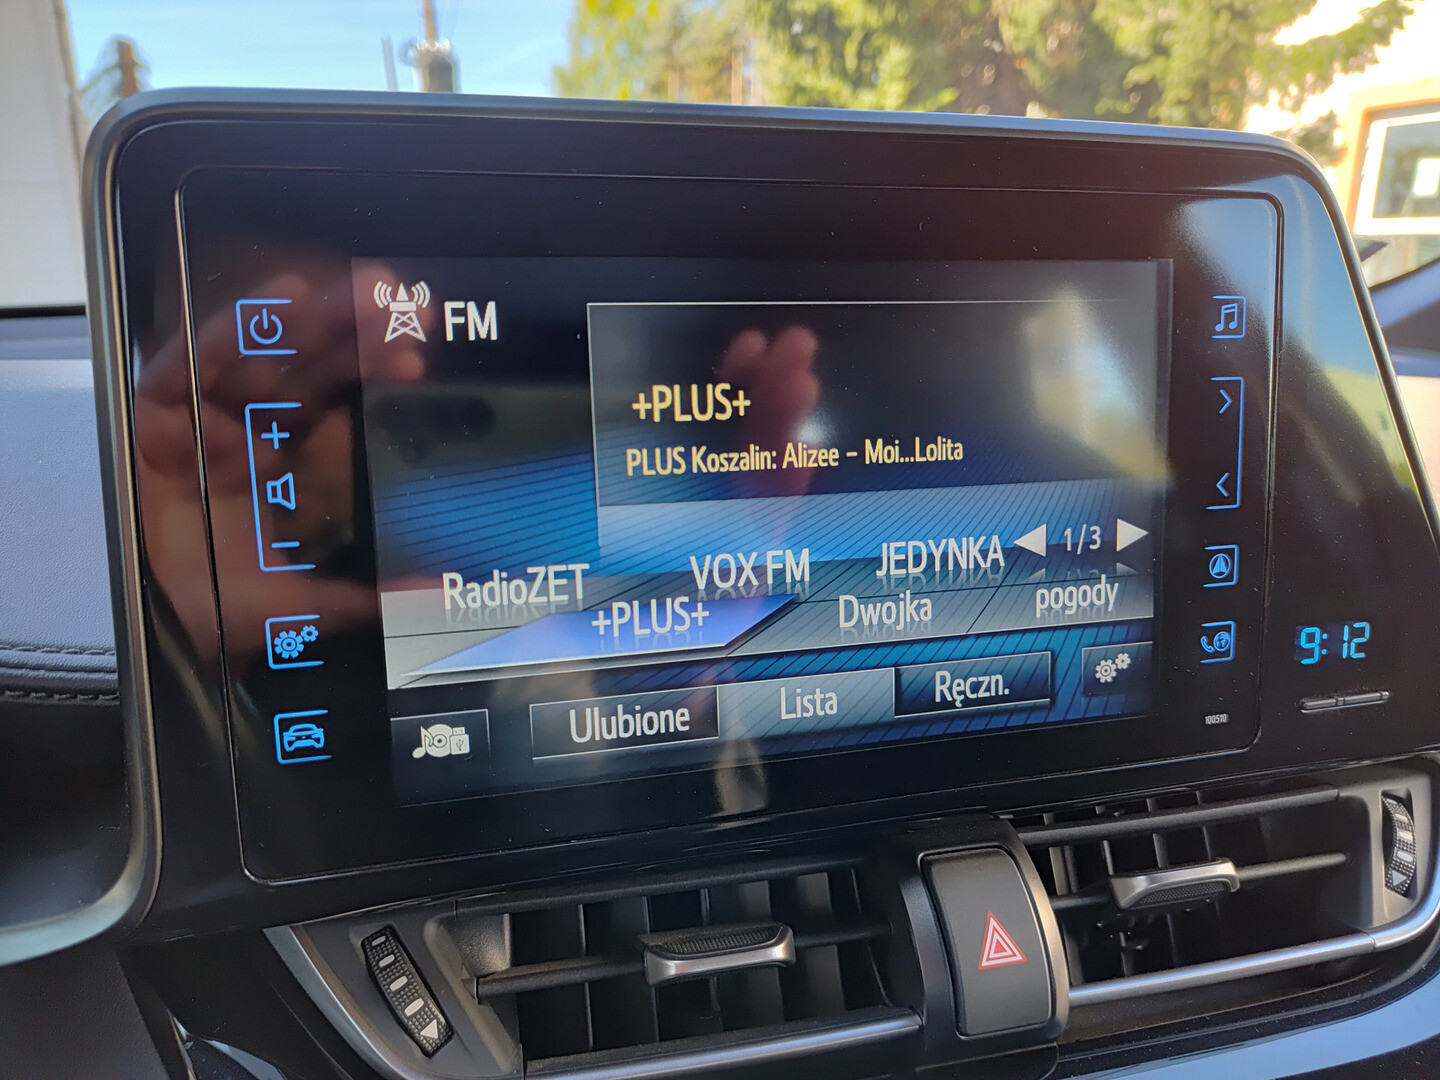 FM
+PLUS+
PLUS Koszalin: Alizee - Moi...Lolita
1/3
RadioZET VOX FM JEDYNKA
+PLUS+ Dwojka pogody
Ulubione Lista Ręczn.
9:12
100510